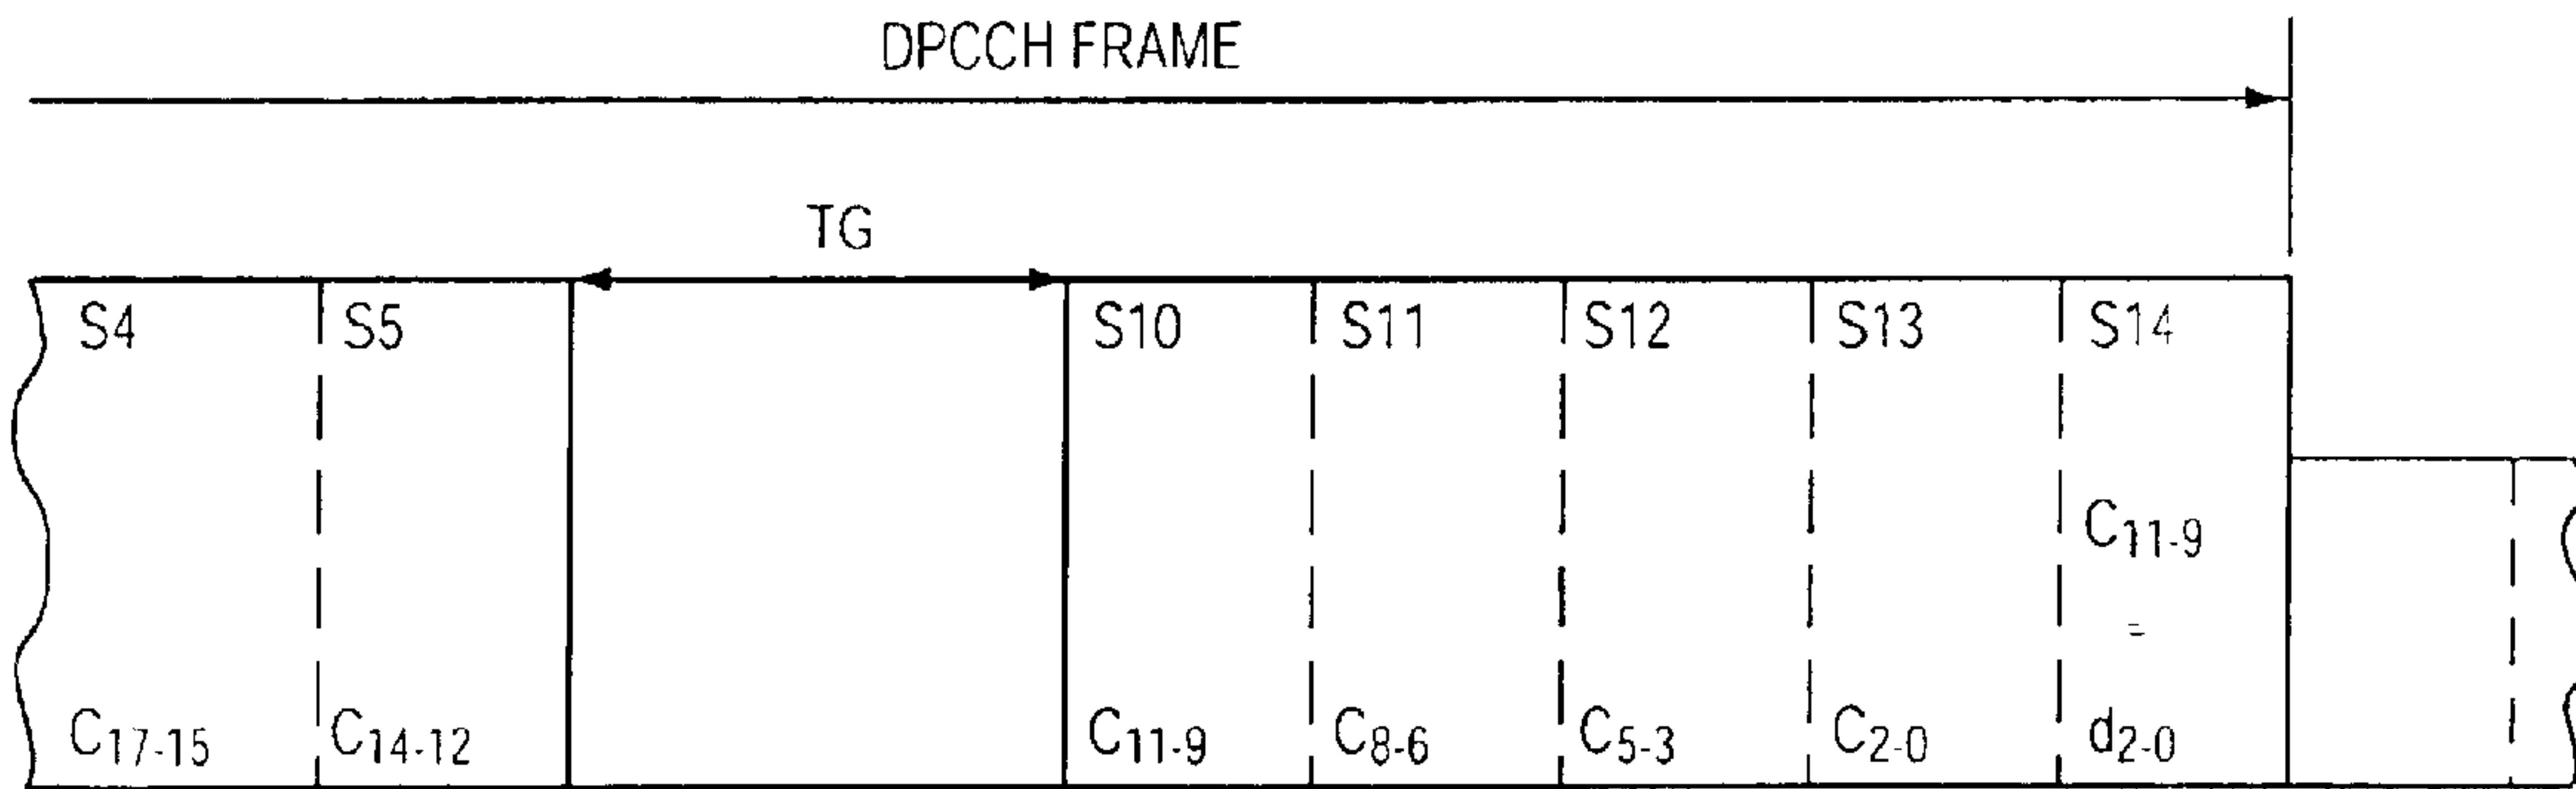 DPCCH FRAME
TG
S4 S5 S10 S11 S12 S13 S14
C11-9
=
C17-15 C14-12 C11-9 C8-6 C5-3 C2-0 d2-0